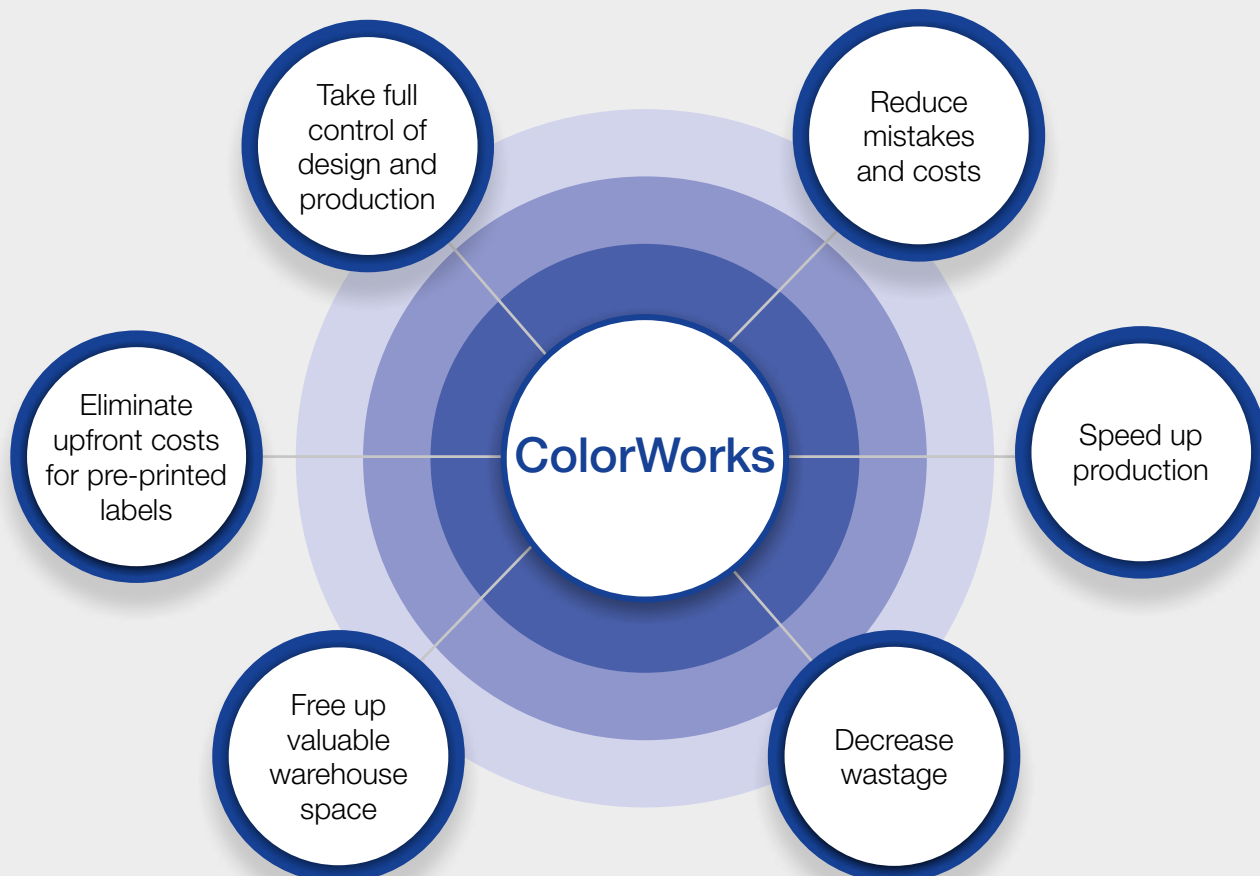 Take full
control of
design and
production
Reduce
mistakes
and costs
Eliminate
upfront costs
for pre-printed
labels
ColorWorks
Speed up
production
Free up
valuable
warehouse
space
Decrease
wastage